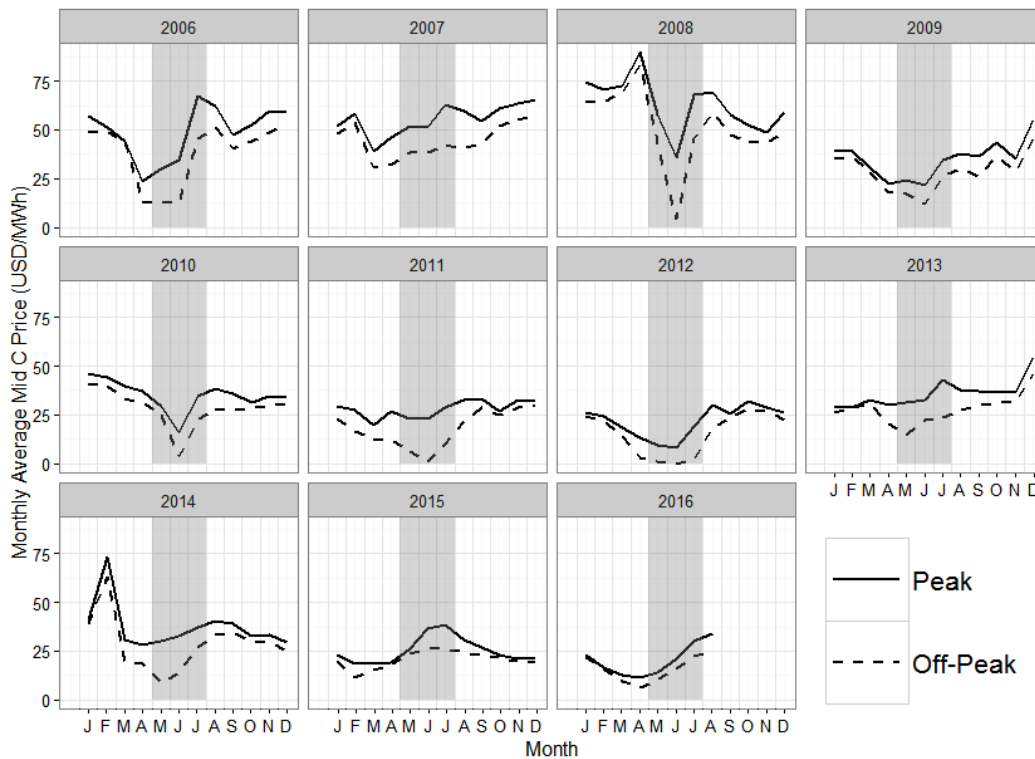 Monthly Average Mid C Price (USD/MWh)
2006 2007 2008 2009
75
50
25
0
2010 2011 2012 2013
75
50
25
0
J F M A M J J A S O N D
2014 2015 2016
75
50
25
0
Peak
Off-Peak
J F M A M J J A S O N D J F M A M J J A S O N D J F M A M J J A S O N D
Month